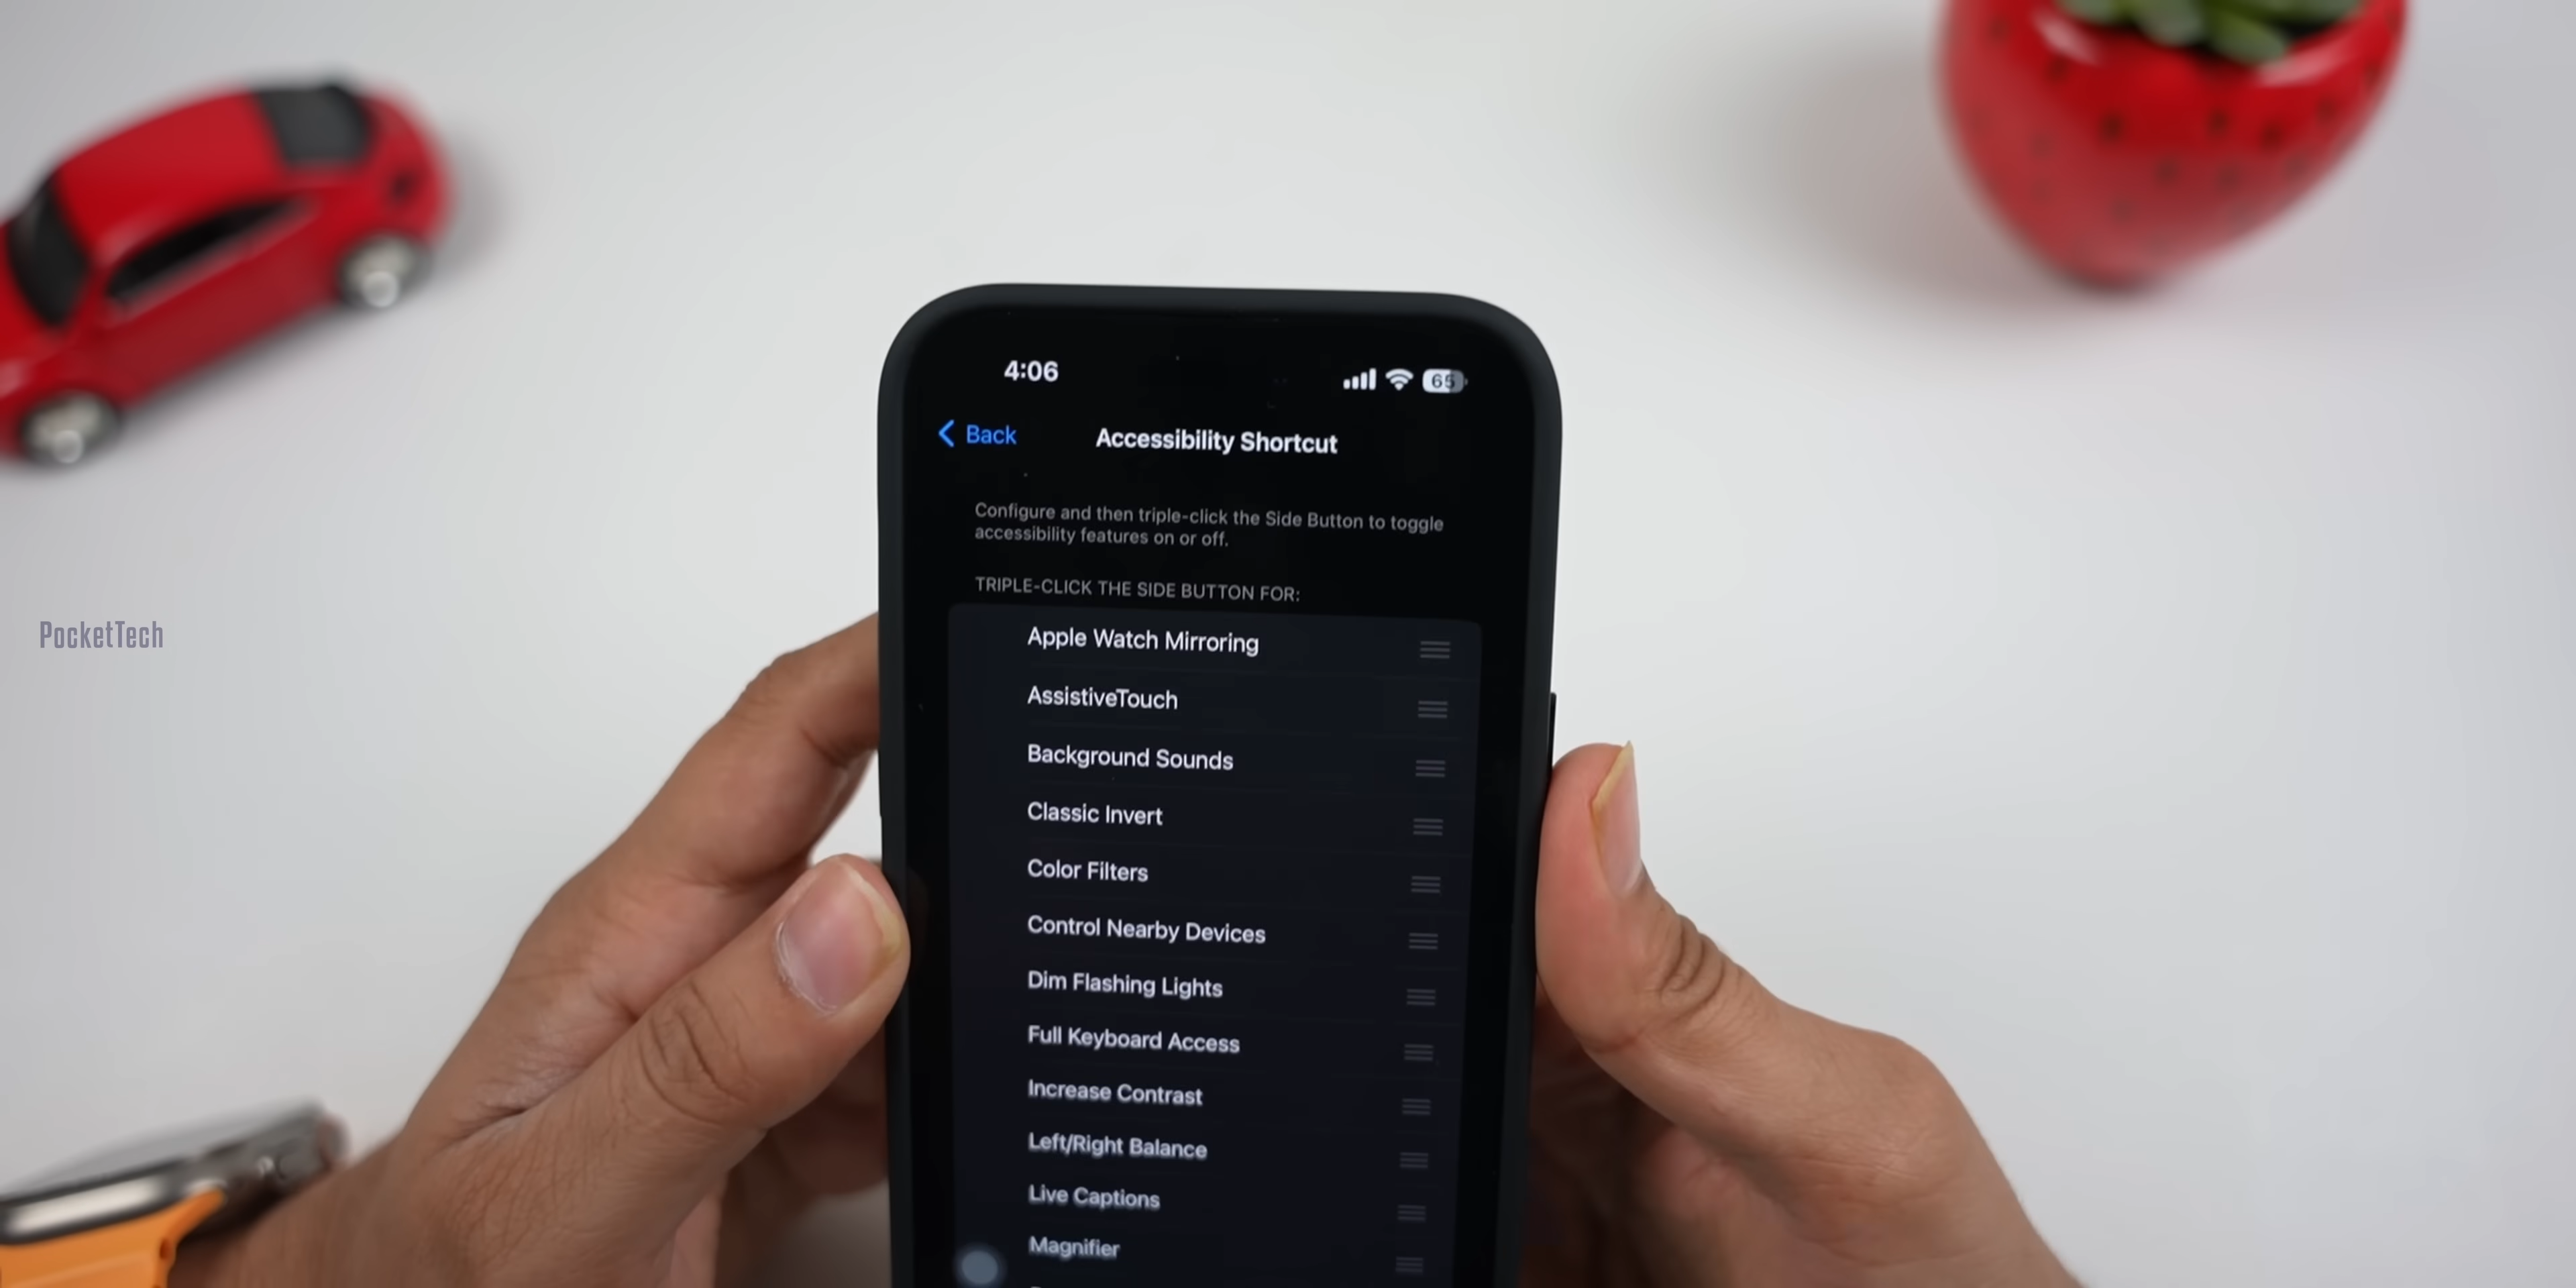 4:06
65
Back
Accessibility Shortcut
Configure and then triple-click the Side Button to toggle
accessibility features on or off.
TRIPLE-CLICK THE SIDE BUTTON FOR:
Apple Watch Mirroring
AssistiveTouch
Background Sounds
PocketTech
Classic Invert
Color Filters
Control Nearby Devices
Dim Flashing Lights
Full Keyboard Access
Increase Contrast
Left/Right Balance
Live Captions
Magnifier